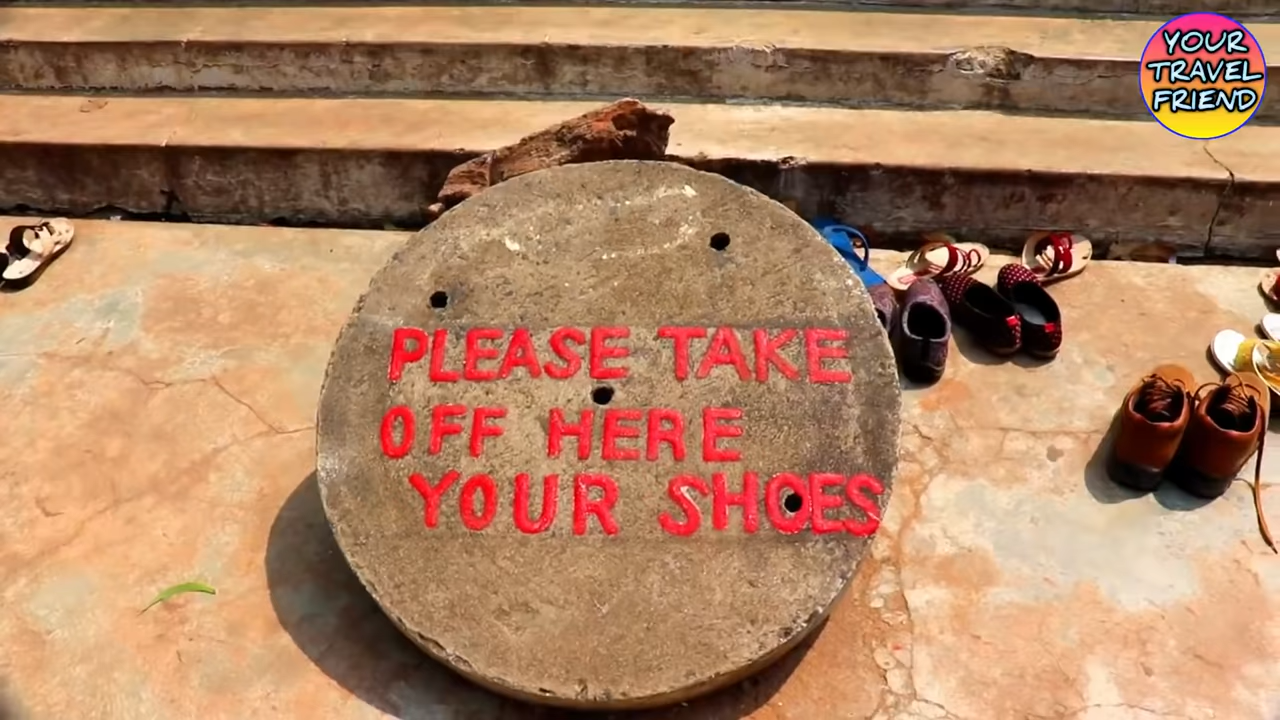 YOUR
TRAVEL
FRIEND
PLEASE TAKE
OFF HERE
YOUR SHOES